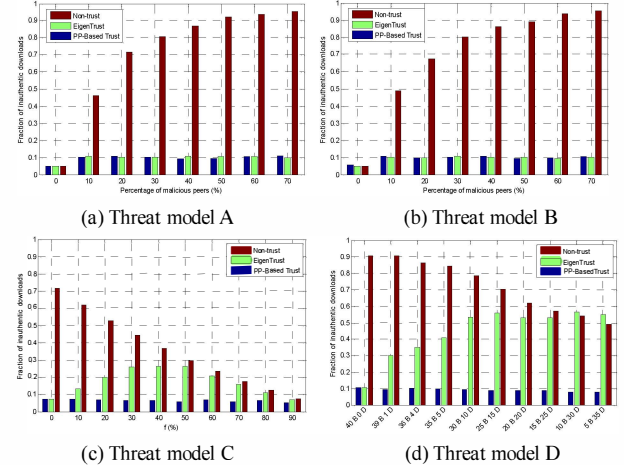 Non-trust
EigenTrust
PP-Based Trust
Fraction of inauthentic downloads
1
0.9
0.8
0.7
0.6
0.5
0.4
0.3
0.2
0.1
0
0 10 20 30 40 50 60 70
Percentage of malicious peers (%)
(a) Threat model A
Non-trust
EigenTrust
PP-Based Trust
Fraction of inauthentic downloads
1
0.9
0.8
0.7
0.6
0.5
0.4
0.3
0.2
0.1
0
0 10 20 30 40 50 60 70
Percentage of malicious peers (%)
(b) Threat model B
Non-trust
EigenTrust
PP-Based Trust
Fraction of inauthentic downloads
1
0.9
0.8
0.7
0.6
0.5
0.4
0.3
0.2
0.1
0
0 10 20 30 40 50 60 70 80 90
f (%)
(c) Threat model C
Non-trust
EigenTrust
PP-BasedTrust
Fraction of inauthentic downloads
1
0.9
0.8
0.7
0.6
0.5
0.4
0.3
0.2
0.1
0
40 B 0 D
39 B 1 D
36 B 4 D
35 B 5 D
30 B 10 D
25 B 15 D
20 B 20 D
15 B 25 D
10 B 30 D
5 B 35 D
(d) Threat model D